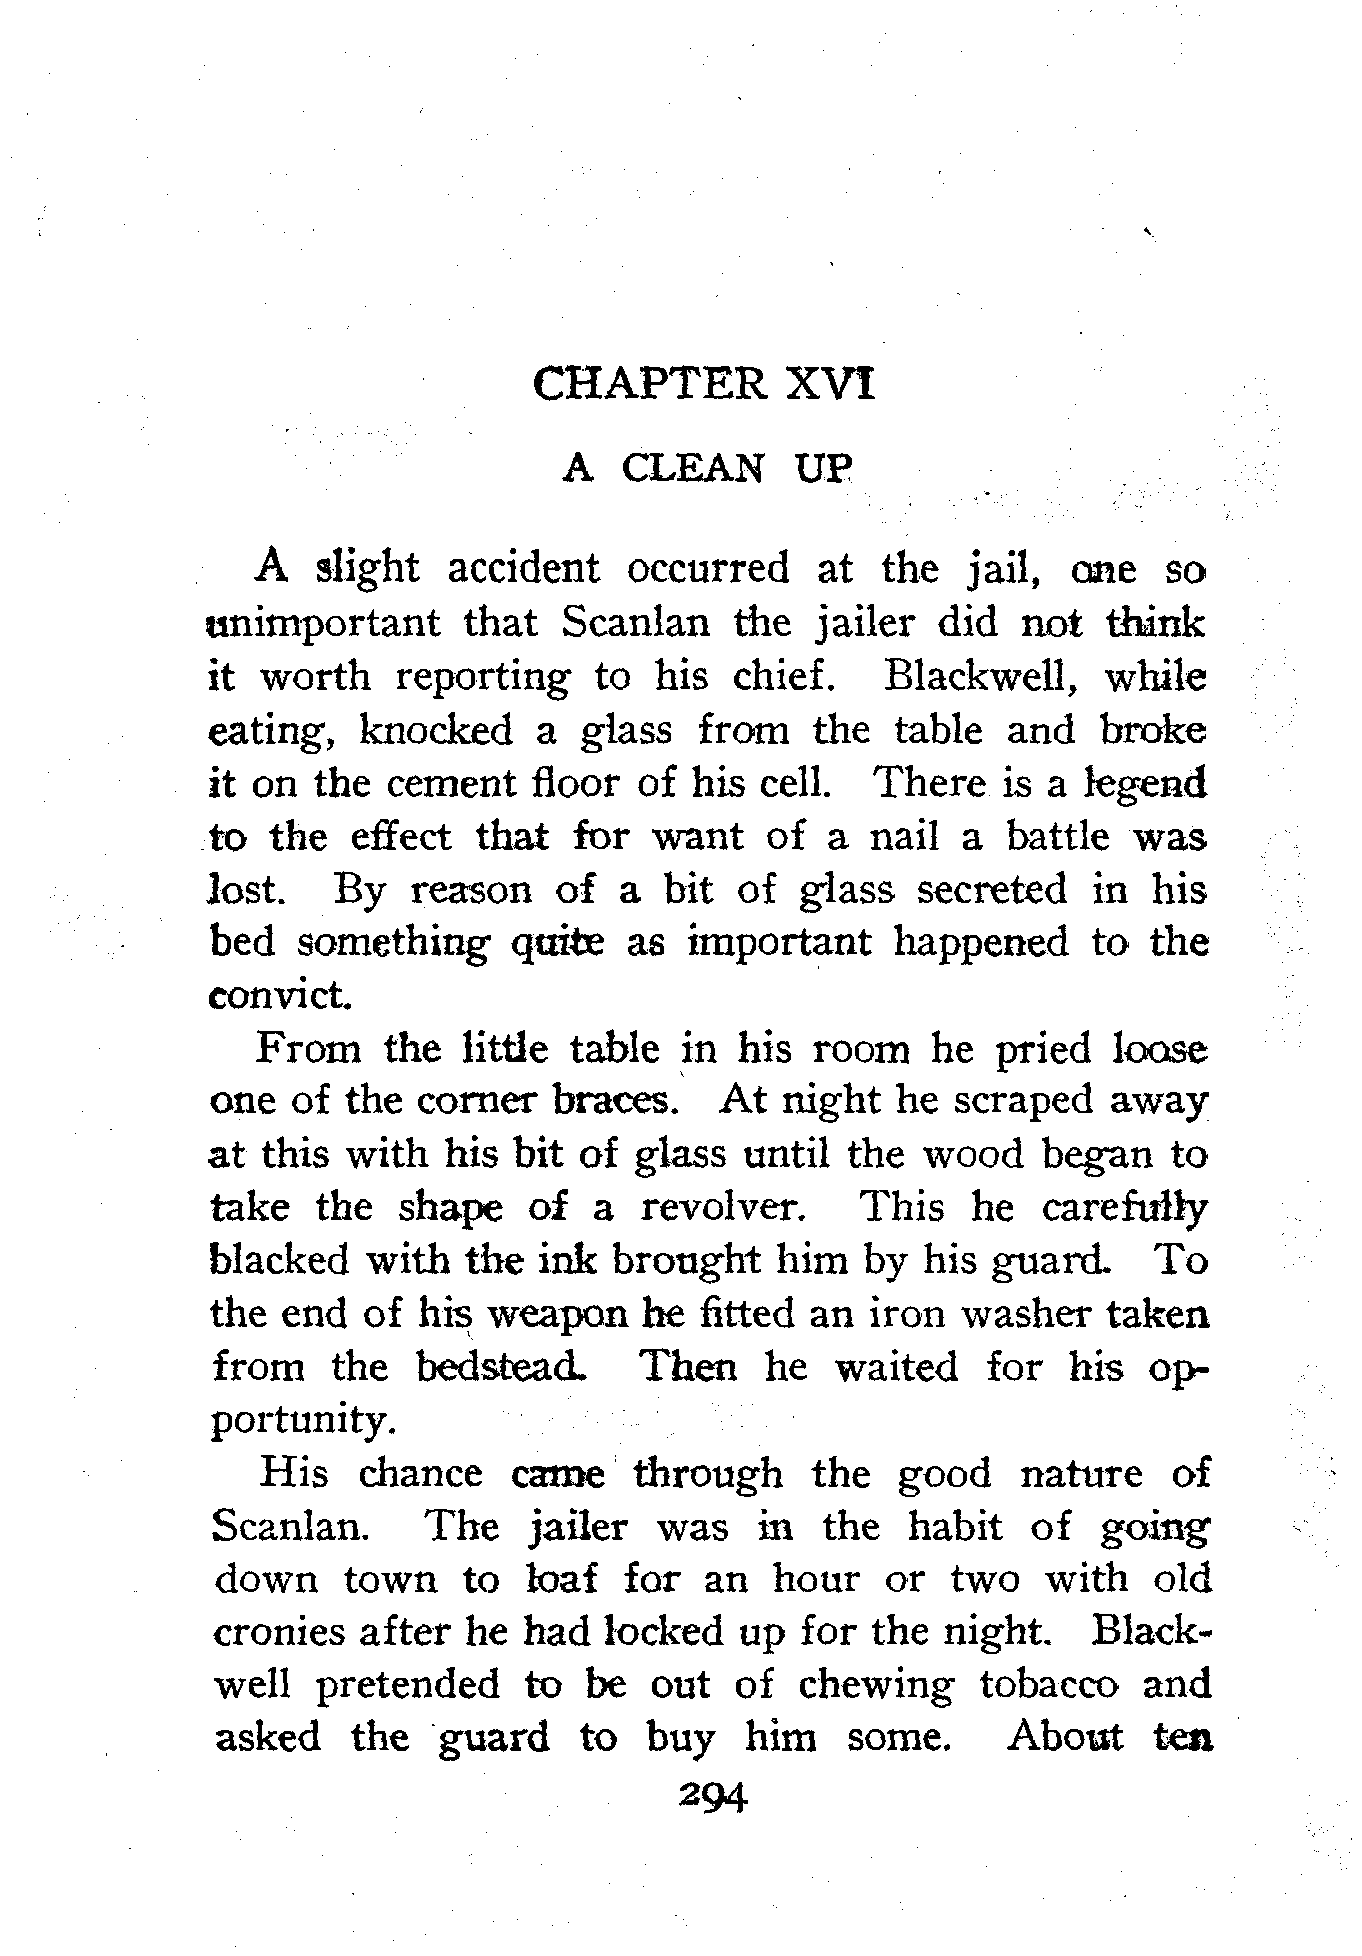 CHAPTER XVI
A CLEAN UP
A slight accident occurred at the jail, one so
unimportant that Scanlan the jailer did not think
it worth reporting to his chief. Blackwell, while
eating, knocked a glass from the table and broke
it on the cement floor of his cell. There is a legend
to the effect that for want of a nail a battle was
lost. By reason of a bit of glass secreted in his
bed something quite as important happened to the
convict.
From the little table in his room he pried loose
one of the corner braces. At night he scraped away
at this with his bit of glass until the wood began to
take the shape of a revolver. This he carefully
blacked with the ink brought him by his guard. To
the end of his weapon he fitted an iron washer taken
from the bedstead. Then he waited for his op-
portunity.
His chance came through the good nature of
Scanlan. The jailer was in the habit of going
down town to loaf for an hour or two with old
cronies after he had locked up for the night. Black-
well pretended to be out of chewing tobacco and
asked the guard to buy him some. About ten
294